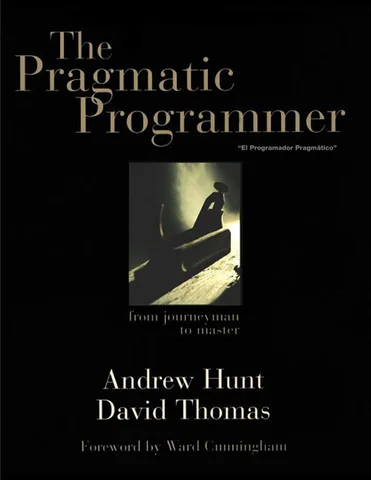 The
Pragmatic
Programmer
"El Programador Pragmático"
from journeyman
to master
Andrew Hunt
David Thomas
Foreword by Ward Cunningham